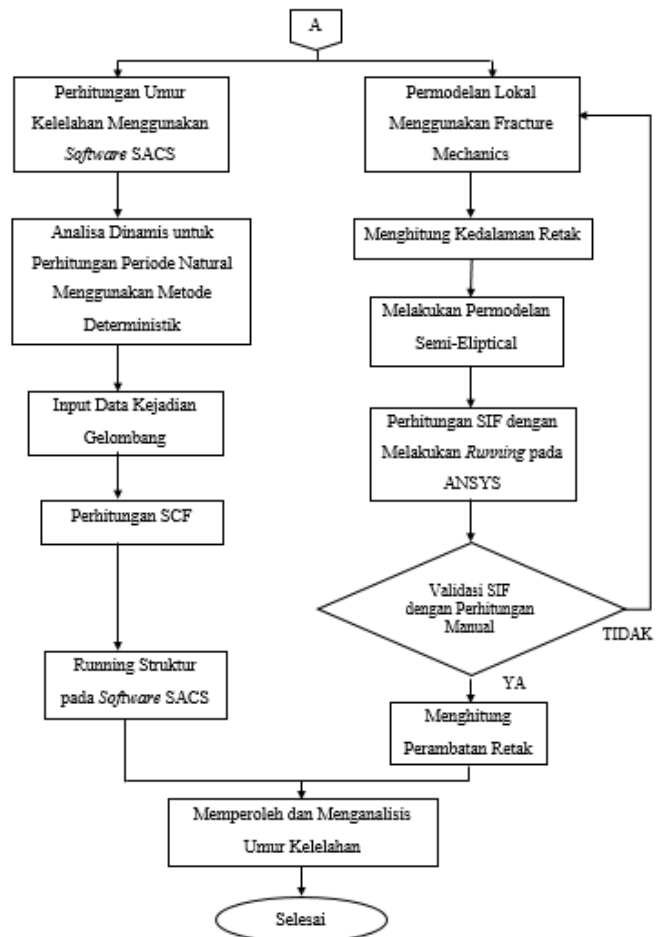 A
Perhitungan Umur
Kelelahan Menggunakan
Software SACS
Analisa Dinamis untuk
Perhitungan Periode Natural
Menggunakan Metode
Deterministik
Input Data Kejadian
Gelombang
Perhitungan SCF
Running Struktur
pada Software SACS
Permodelan Lokal
Menggunakan Fracture
Mechanics
Menghitung Kedalaman Retak
Melakukan Permodelan
Semi-Eliptical
Perhitungan SIF dengan
Melakukan Running pada
ANSYS
Validasi SIF
dengan Perhitungan
Manual
TIDAK
YA
Menghitung
Perambatan Retak
Memperoleh dan Menganalisis
Umur Kelelahan
Selesai